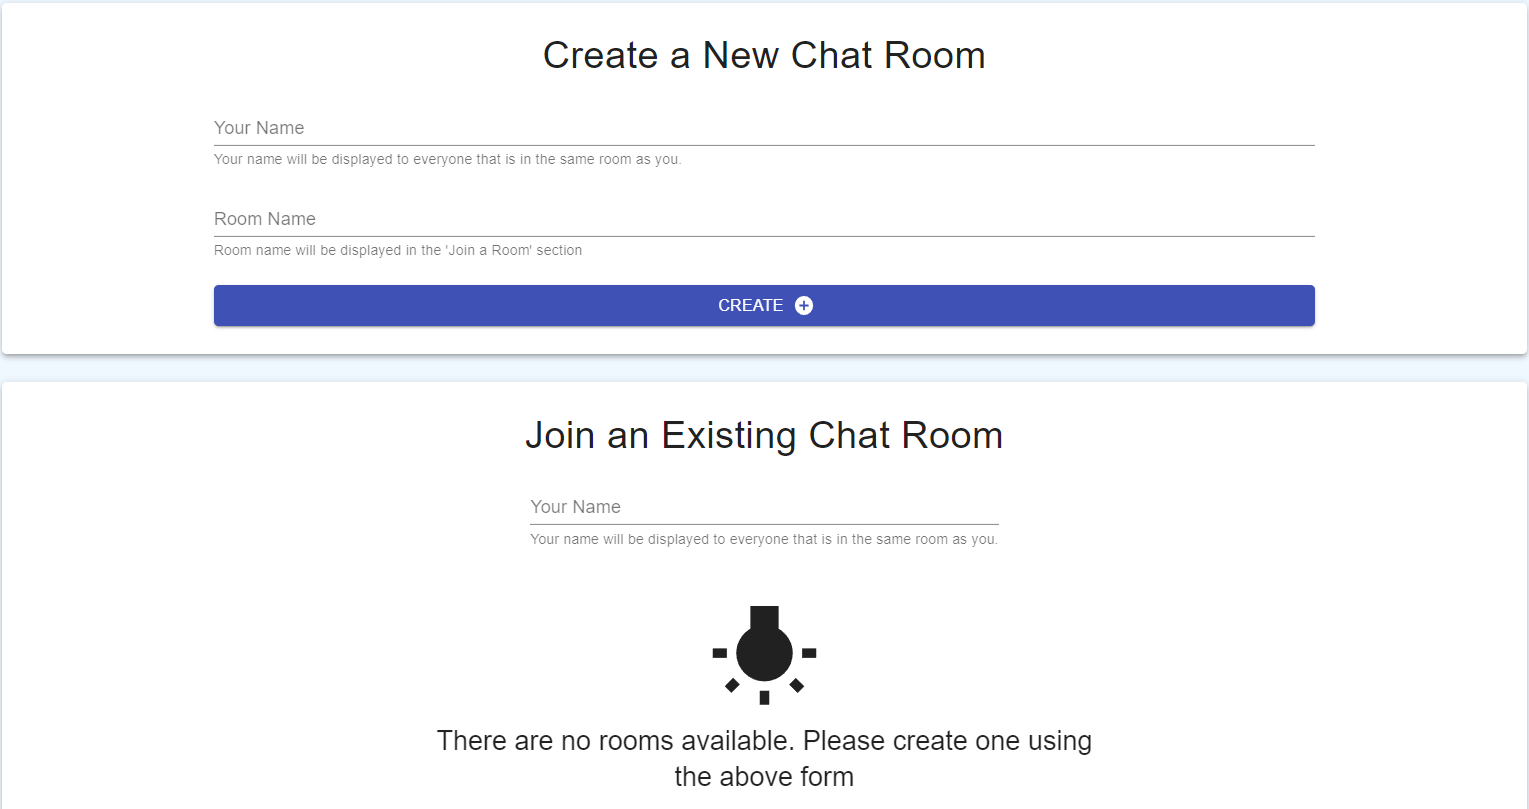 Create a New Chat Room
Your Name
Your name will be displayed to everyone that is in the same room as you.
Room Name
Room name will be displayed in the 'Join a Room' section
CREATE
Join an Existing Chat Room
Your Name
Your name will be displayed to everyone that is in the same room as you.
There are no rooms available. Please create one using
the above form